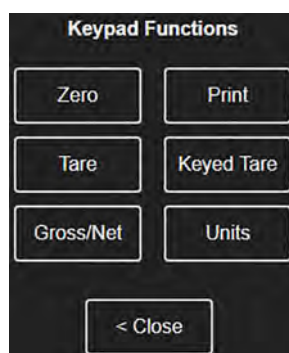 Keypad Functions
Zero
Print
Tare
Keyed Tare
Gross/Net
Units
< Close